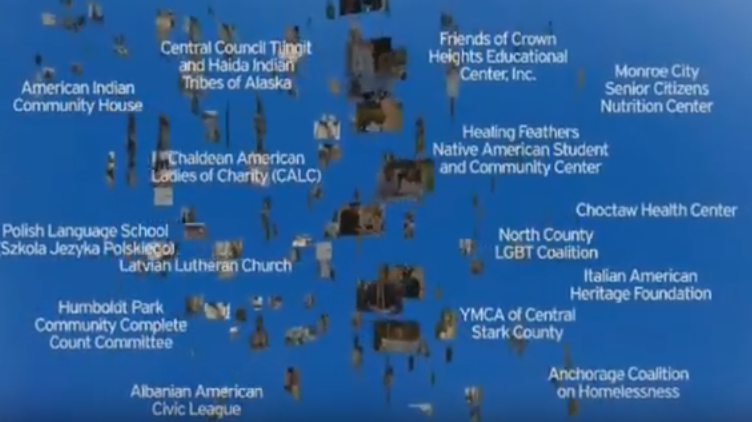 Central Council Tlingit
and Haida Indian
Tribes of Alaska
Friends of Crown
Heights Educational
Center, Inc.
American Indian
Community House
Monroe City
Senior Citizens
Nutrition Center
Healing Feathers
Native American Student
and Community Center
Chaldean American
Ladies of Charity (CALC)
Choctaw Health Center
Polish Language School
(Szkola Jezyka Polskiego)
North County
LGBT Coalition
Latvian Lutheran Church
Italian American
Heritage Foundation
Humboldt Park
Community Complete
Count Committee
YMCA of Central
Stark County
Albanian American
Civic League
Anchorage Coalition
on Homelessness